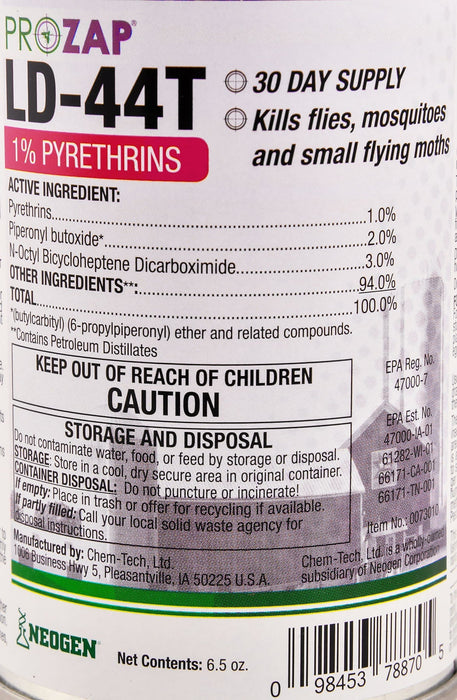 PROZAP®
LD-44T
1% PYRETHRINS
30 DAY SUPPLY
Kills flies, mosquitoes
and small flying moths
ACTIVE INGREDIENT:
Pyrethrins..........1.0%
Piperonyl butoxide*..........2.0%
N-Octyl Bicycloheptene Dicarboximide..........3.0%
OTHER INGREDIENTS**:..........94.0%
TOTAL..........100.0%
*(butylcarbityl) (6-propylpiperonyl) ether and related compounds.
**Contains Petroleum Distillates
KEEP OUT OF REACH OF CHILDREN
CAUTION
STORAGE AND DISPOSAL
Do not contaminate water, food, or feed by storage or disposal.
STORAGE: Store in a cool, dry secure area in original container.
CONTAINER DISPOSAL: Do not puncture or incinerate!
If empty: Place in trash or offer for recycling if available.
If partly filled: Call your local solid waste agency for
disposal instructions.
EPA Reg. No.
47000-7
EPA Est. No.
47000-IA-01
61282-WI-01
66171-CA-001
66171-TN-001
Item No.: 0073010
Manufactured by: Chem-Tech, Ltd.
1006 Business Hwy 5, Pleasantville, IA 50225 U.S.A.
Chem-Tech, Ltd. is a wholly-owned
subsidiary of Neogen Corporation
NEOGEN®
Net Contents: 6.5 oz.
0 98453 78870 5